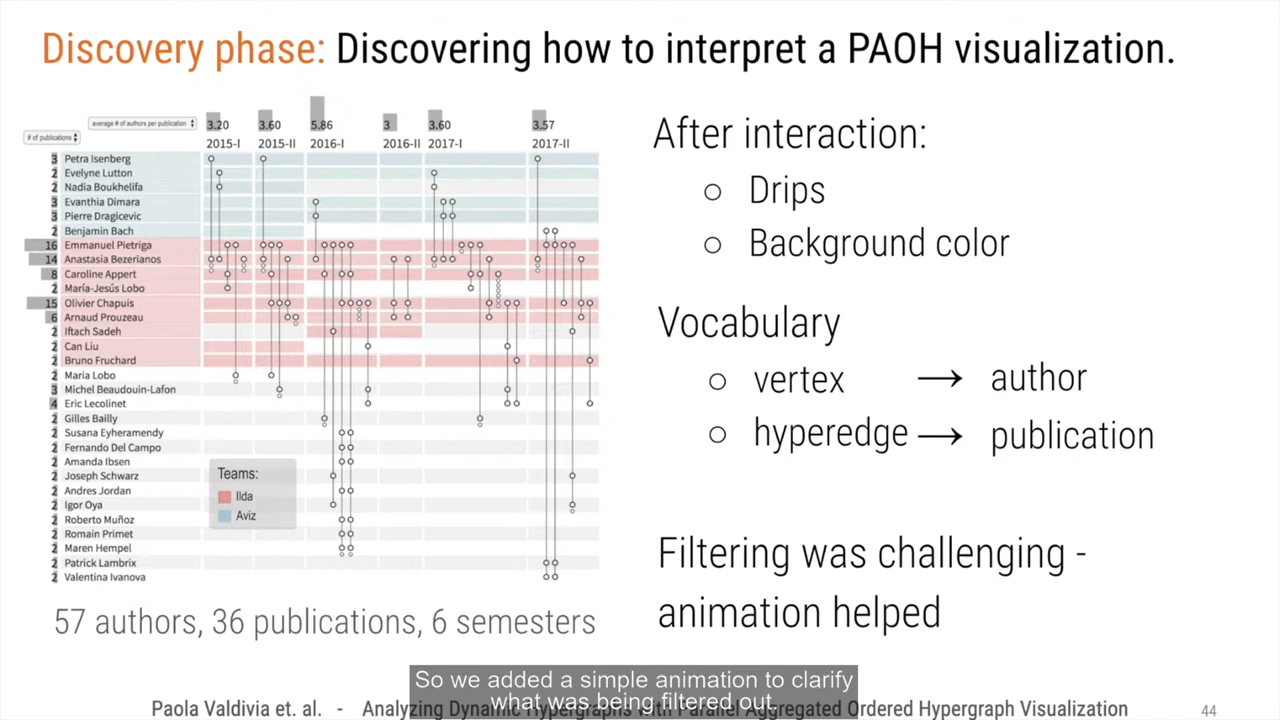 Discovery phase: Discovering how to interpret a PAOH visualization.
average # of authors per publication
# of publications
3.20 3.60 5.86 3 3.60 3.57
2015-I 2015-II 2016-I 2016-II 2017-I 2017-II
3 Petra Isenberg
2 Evelyne Lutton
2 Nadia Boukhelifa
3 Evanthia Dimara
3 Pierre Dragicevic
2 Benjamin Bach
16 Emmanuel Pietriga
14 Anastasia Bezerianos
8 Caroline Appert
2 María-Jesús Lobo
15 Olivier Chapuis
6 Arnaud Prouzeau
2 Iftach Sadeh
2 Can Liu
2 Bruno Fruchard
2 Maria Lobo
3 Michel Beaudouin-Lafon
4 Eric Lecolinet
2 Gilles Bailly
2 Susana Eyheramendy
2 Fernando Del Campo
2 Amanda Ibsen
2 Joseph Schwarz
2 Andres Jordan
2 Igor Oya
2 Roberto Muñoz
2 Romain Primet
2 Maren Hempel
2 Patrick Lambrix
2 Valentina Ivanova
Teams:
Ilda
Aviz
57 authors, 36 publications, 6 semesters
After interaction:
Drips
Background color
Vocabulary
vertex → author
hyperedge → publication
Filtering was challenging -
animation helped
So we added a simple animation to clarify
what was being filtered out.
Paola Valdivia et. al. - Analyzing Dynamic Hypergraphs with Parallel Aggregated Ordered Hypergraph Visualization
44